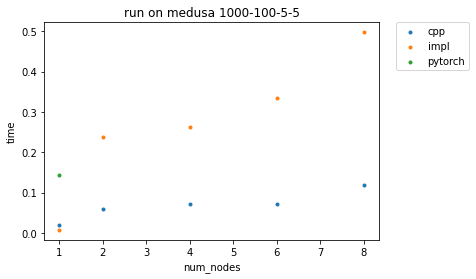 run on medusa 1000-100-5-5
cpp
impl
pytorch
0.5
0.4
0.3
0.2
0.1
0.0
time
1 2 3 4 5 6 7 8
num_nodes